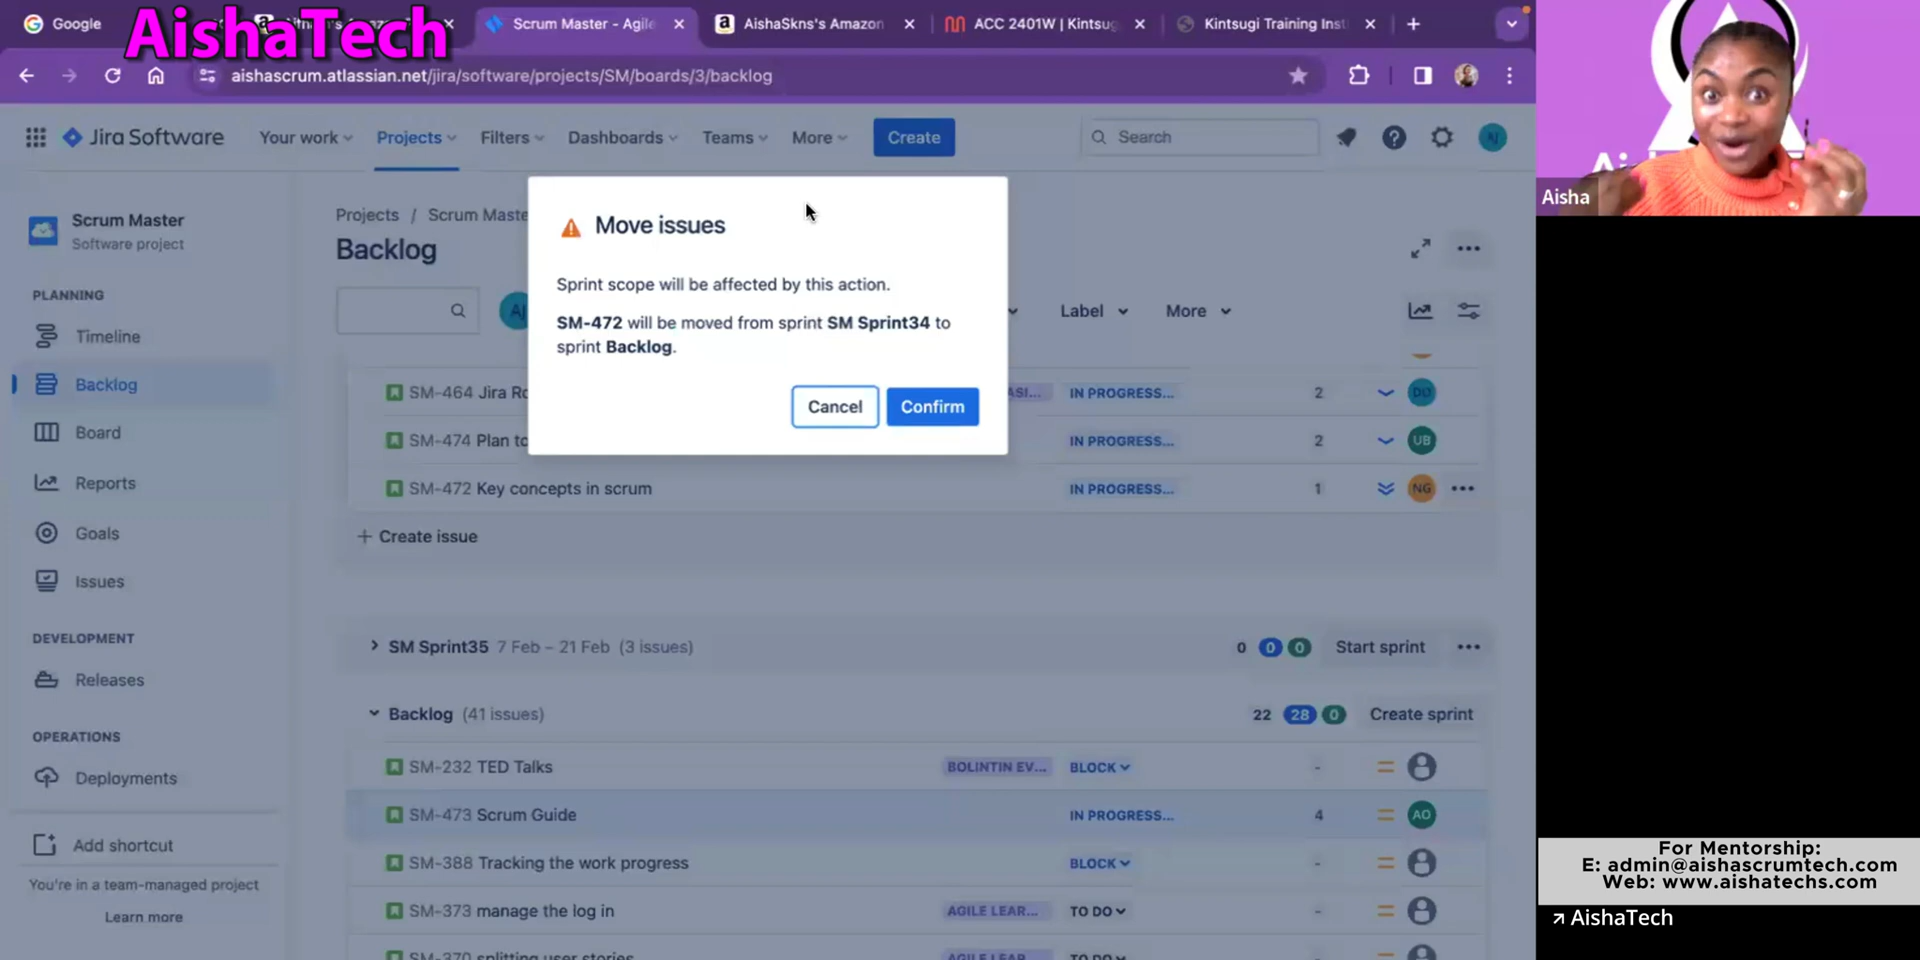 Google
AishaTech
Scrum Master - Agile
AishaSkns's Amazon
ACC 2401W | Kintsug
Kintsugi Training Inst
aishascrum.atlassian.net/jira/software/projects/SM/boards/3/backlog
Jira Software
Your work
Projects
Filters
Dashboards
Teams
More
Create
Search
AJ
Aisha
Scrum Master
Software project
PLANNING
Timeline
Backlog
Board
Reports
Goals
Issues
DEVELOPMENT
Releases
OPERATIONS
Deployments
Add shortcut
You're in a team-managed project
Learn more
Projects / Scrum Maste
Backlog
Label
More
Move issues
Sprint scope will be affected by this action.
SM-472 will be moved from sprint SM Sprint34 to
sprint Backlog.
Cancel
Confirm
SM-464 Jira Ro
IN PROGRESS... 2
SM-474 Plan to
IN PROGRESS... 2 UB
SM-472 Key concepts in scrum IN PROGRESS... 1 NG
+ Create issue
SM Sprint35 7 Feb – 21 Feb (3 issues) 0 0 0 Start sprint
Backlog (41 issues) 22 28 0 Create sprint
SM-232 TED Talks BOLINTIN EV... BLOCK -
SM-473 Scrum Guide IN PROGRESS... 4 AO
SM-388 Tracking the work progress BLOCK -
SM-373 manage the log in AGILE LEAR... TO DO -
SM-370 splitting user stories AGILE LEAR TO DO
For Mentorship:
E: admin@aishascrumtech.com
Web: www.aishatechs.com
AishaTech